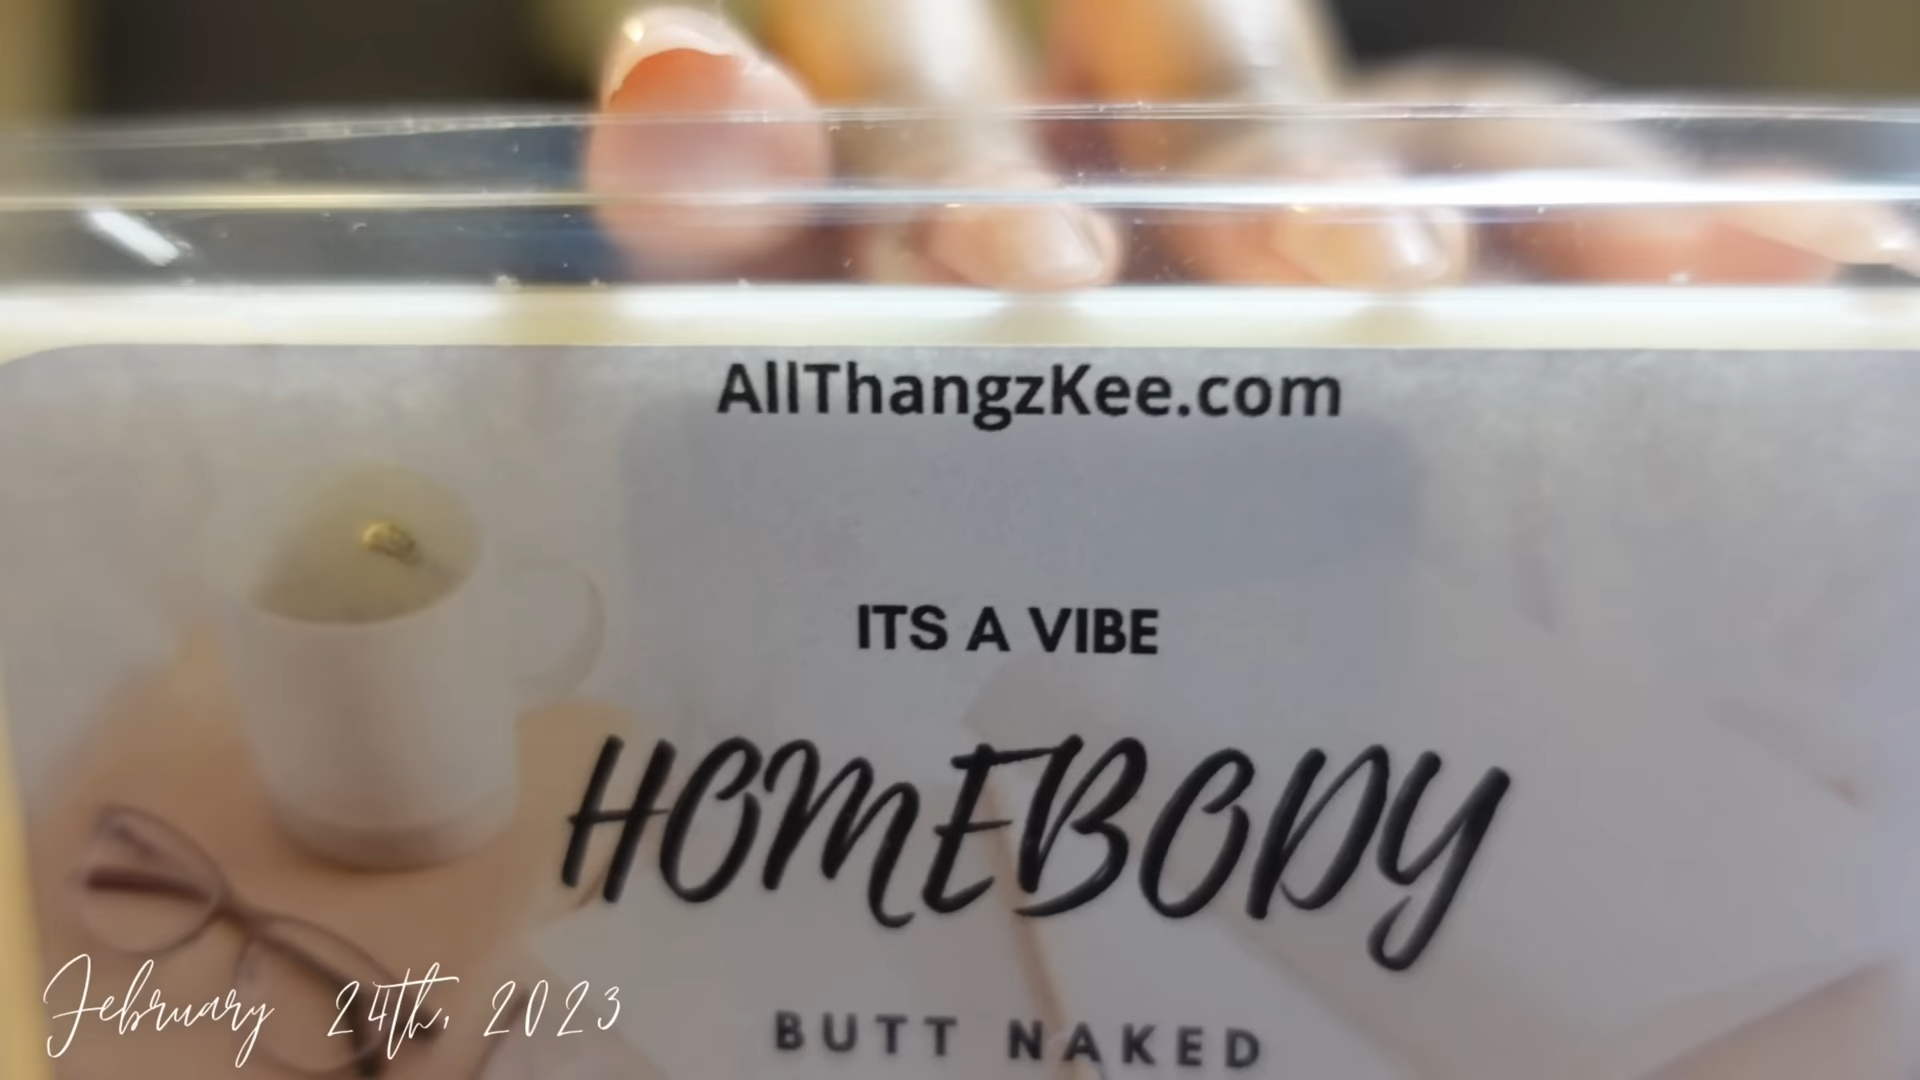 AllThangzKee.com
ITS A VIBE
HOMEBODY
BUTT NAKED
February 24th, 2023